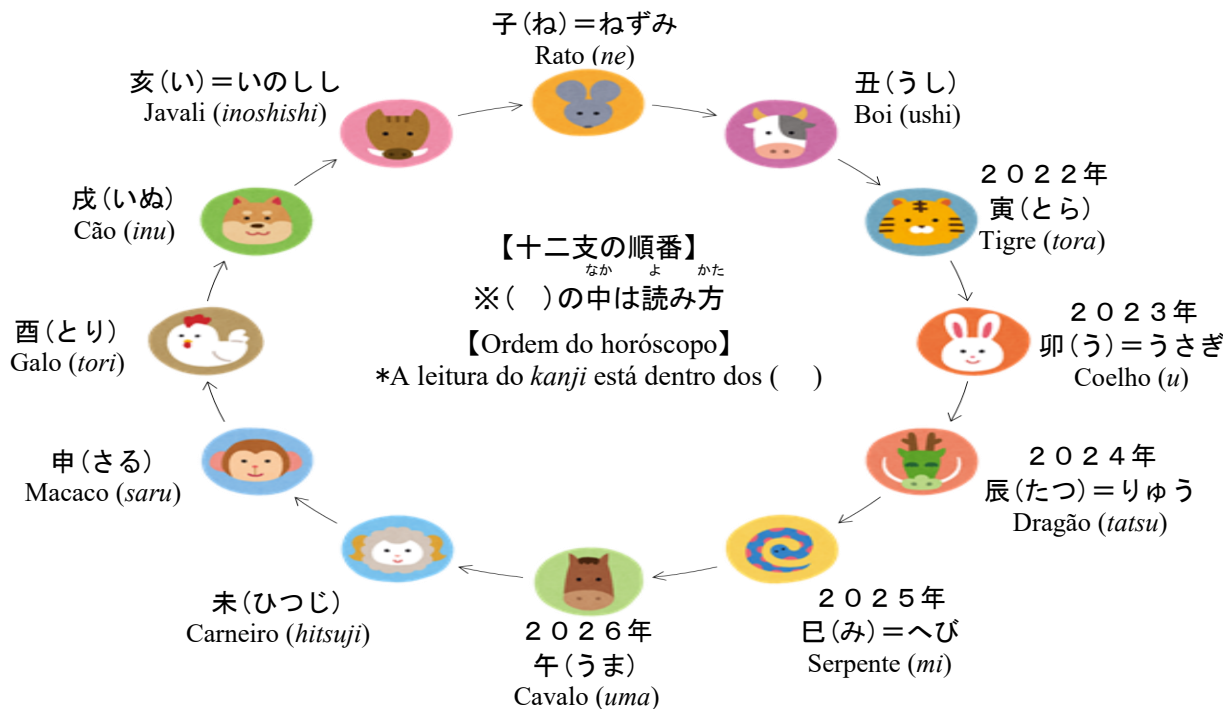 子(ね)＝ねずみ
Rato (ne)
丑(うし)
Boi (ushi)
２０２２年
寅(とら)
Tigre (tora)
２０２３年
卯(う)＝うさぎ
Coelho (u)
２０２４年
辰(たつ)＝りゅう
Dragão (tatsu)
２０２５年
巳(み)＝へび
Serpente (mi)
２０２６年
午(うま)
Cavalo (uma)
未(ひつじ)
Carneiro (hitsuji)
申(さる)
Macaco (saru)
酉(とり)
Galo (tori)
戌(いぬ)
Cão (inu)
亥(い)＝いのしし
Javali (inoshishi)
【十二支の順番】
なか よ かた
※(　)の中は読み方
【Ordem do horóscopo】
*A leitura do kanji está dentro dos (　)